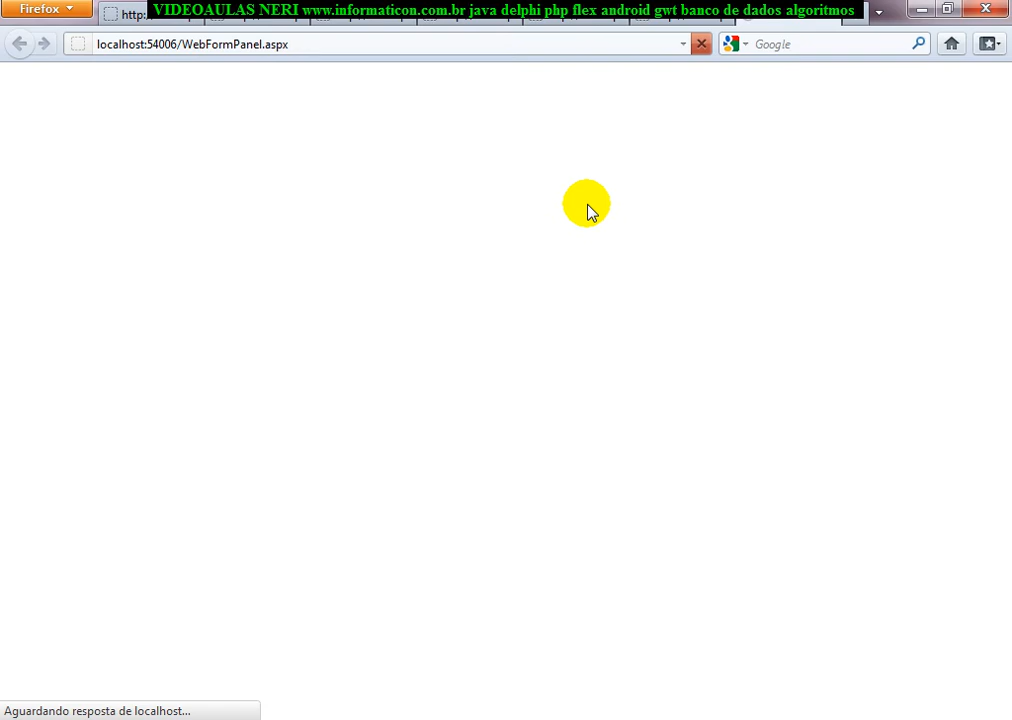 Firefox
http:
VIDEOAULAS NERI www.informaticon.com.br java delphi php flex android gwt banco de dados algoritmos
localhost:54006/WebFormPanel.aspx
Google
Aguardando resposta de localhost...